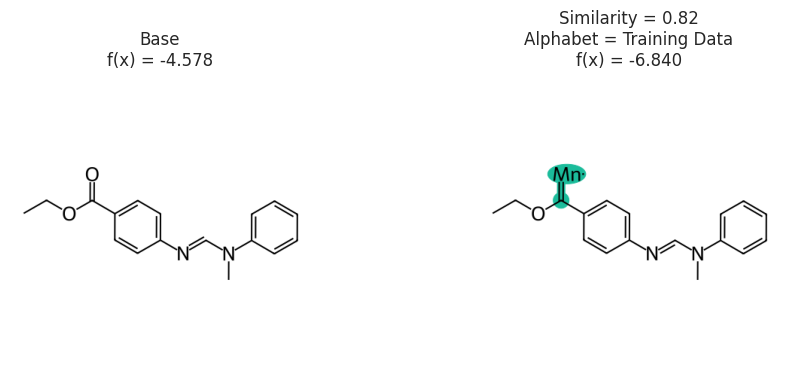 Base
f(x) = -4.578
Similarity = 0.82
Alphabet = Training Data
f(x) = -6.840
O
O
N
N
Mn·
O
N
N